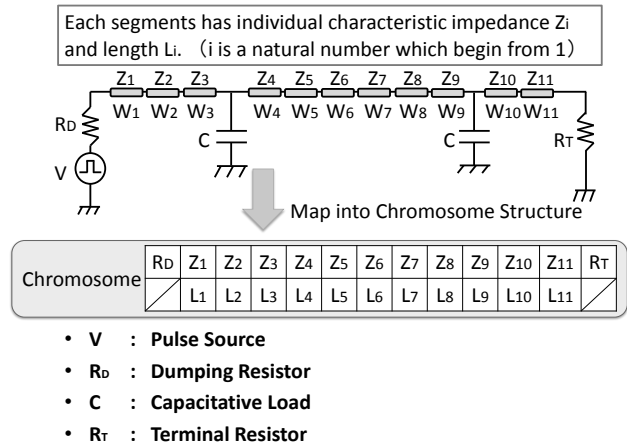 Each segments has individual characteristic impedance Zi
and length Li. （i is a natural number which begin from 1）
Z1 Z2 Z3 Z4 Z5 Z6 Z7 Z8 Z9 Z10 Z11
W1 W2 W3 W4 W5 W6 W7 W8 W9 W10 W11
RD C C RT
V
Map into Chromosome Structure
Chromosome
RD Z1 Z2 Z3 Z4 Z5 Z6 Z7 Z8 Z9 Z10 Z11 RT
L1 L2 L3 L4 L5 L6 L7 L8 L9 L10 L11
• V : Pulse Source
• RD : Dumping Resistor
• C : Capacitative Load
• RT : Terminal Resistor